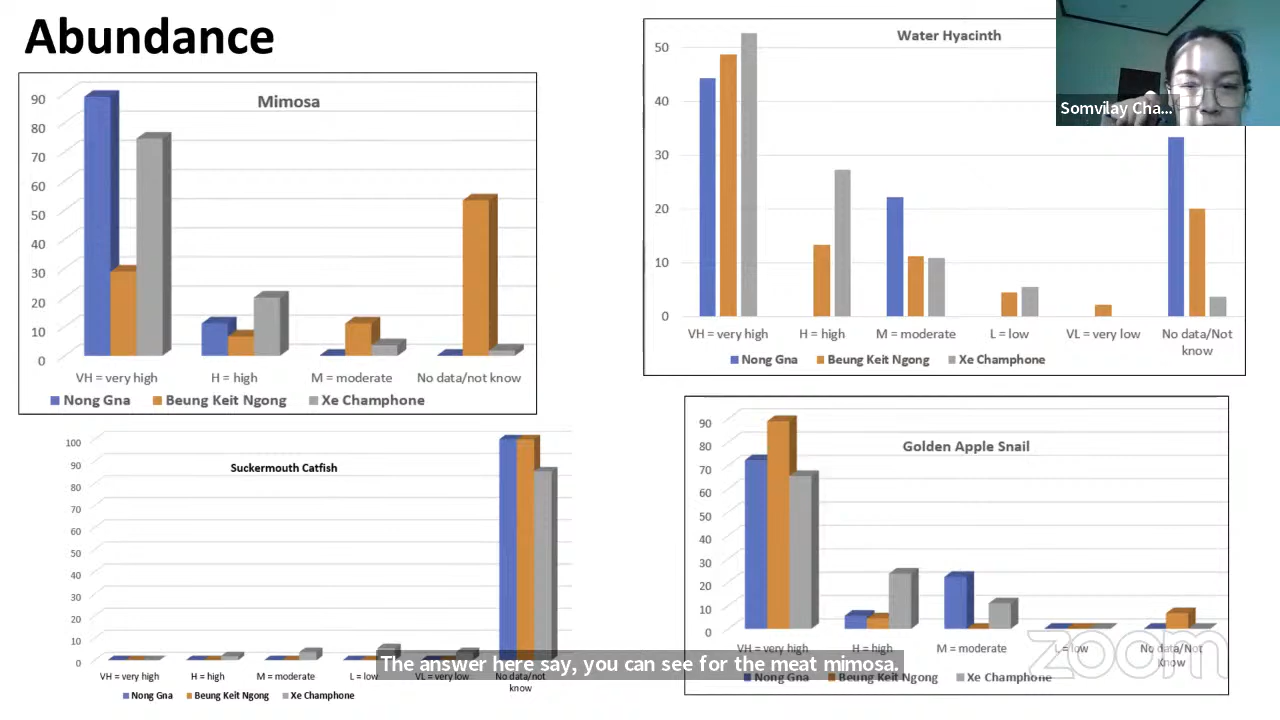 Abundance
Mimosa
90
80
70
60
50
40
30
20
10
0
VH = very high
H = high
M = moderate
No data/not know
Nong Gna
Beung Keit Ngong
Xe Champhone
Water Hyacinth
50
40
30
20
10
0
VH = very high
H = high
M = moderate
L = low
VL = very low
No data/Not
know
Nong Gna
Beung Keit Ngong
Xe Champhone
Somvilay Cha...
Suckermouth Catfish
100
90
80
70
60
50
40
30
20
10
0
VH = very high
H = high
M = moderate
L = low
VL = very low
No data/not
know
Nong Gna
Beung Keit Ngong
Xe Champhone
Golden Apple Snail
90
80
70
60
50
40
30
20
10
0
VH = very high
H = high
M = moderate
L = low
No data/Not
know
Nong Gna
Beung Keit Ngong
Xe Champhone
The answer here say, you can see for the meat mimosa.
zoom